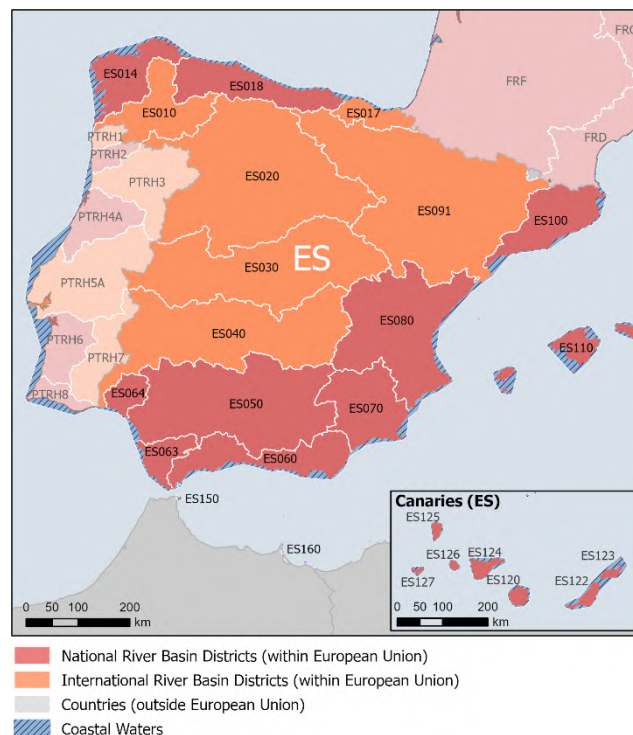 FRG
ES014
ES018
FRF
ES010
ES017
FRD
PTRH1
PTRH2
PTRH3
ES020
ES091
ES100
PTRH4A
ES030
ES
PTRH5A
ES080
ES040
ES110
PTRH6
PTRH7
ES064
PTRH8
ES050
ES070
ES063
ES060
ES150
ES160
0 50 100 200
km
Canaries (ES)
ES125
ES126
ES124
ES123
ES127
ES120
ES122
0 50 100 200
km
National River Basin Districts (within European Union)
International River Basin Districts (within European Union)
Countries (outside European Union)
Coastal Waters